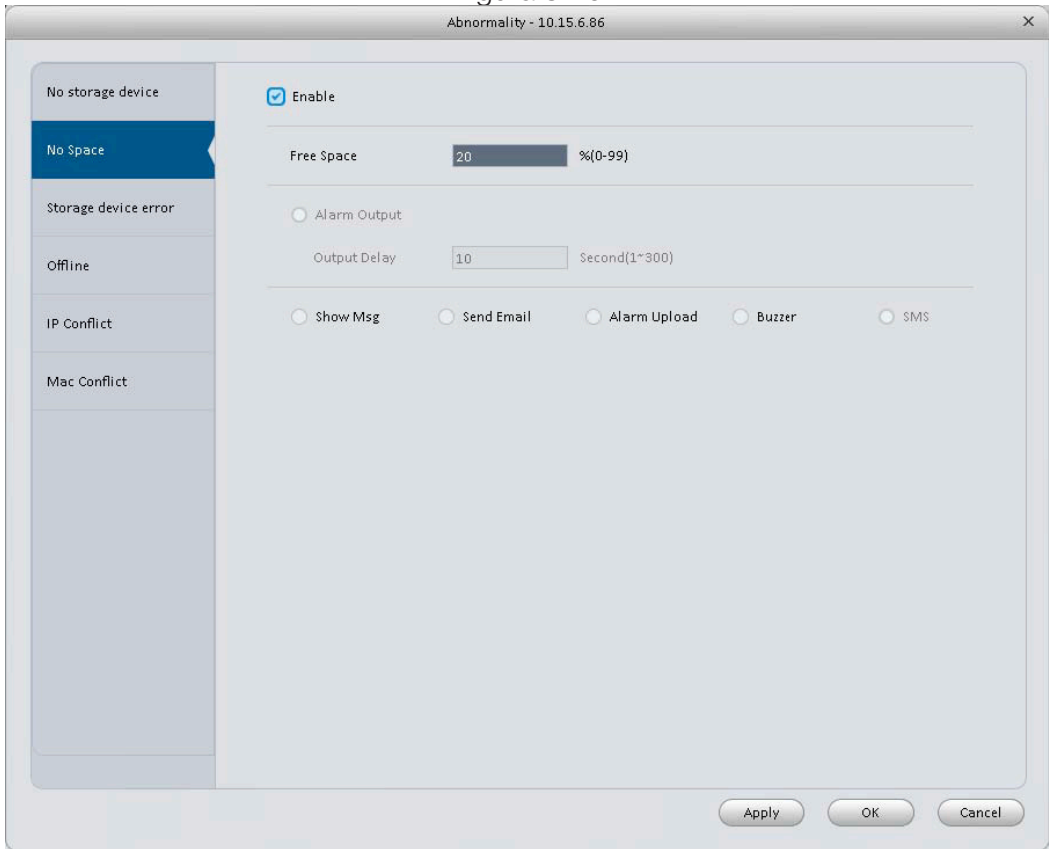 Abnormality - 10.15.6.86
No storage device
No Space
Storage device error
Offline
IP Conflict
Mac Conflict
Enable
Free Space 20 %(0-99)
Alarm Output
Output Delay 10 Second(1~300)
Show Msg Send Email Alarm Upload Buzzer SMS
Apply OK Cancel